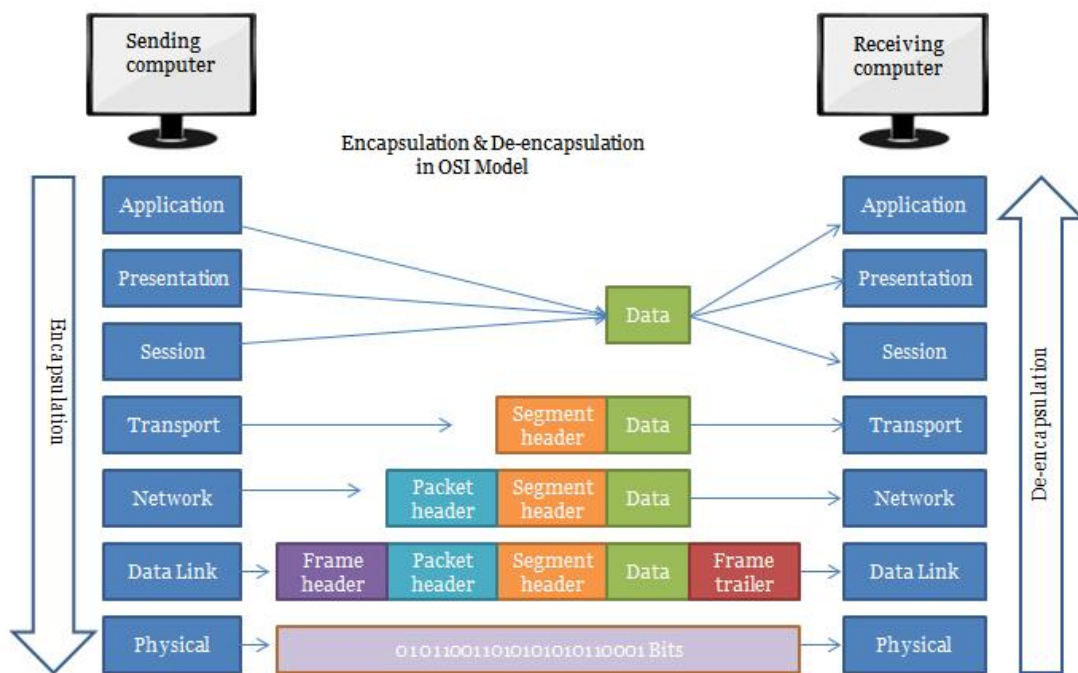 Sending
computer
Receiving
computer
Encapsulation & De-encapsulation
in OSI Model
Encapsulation
De-encapsulation
Application
Application
Presentation
Presentation
Data
Session
Session
Transport
Segment
header
Data
Transport
Network
Packet
header
Segment
header
Data
Network
Data Link
Frame
header
Packet
header
Segment
header
Data
Frame
trailer
Data Link
Physical
0101100110101010110001 Bits
Physical